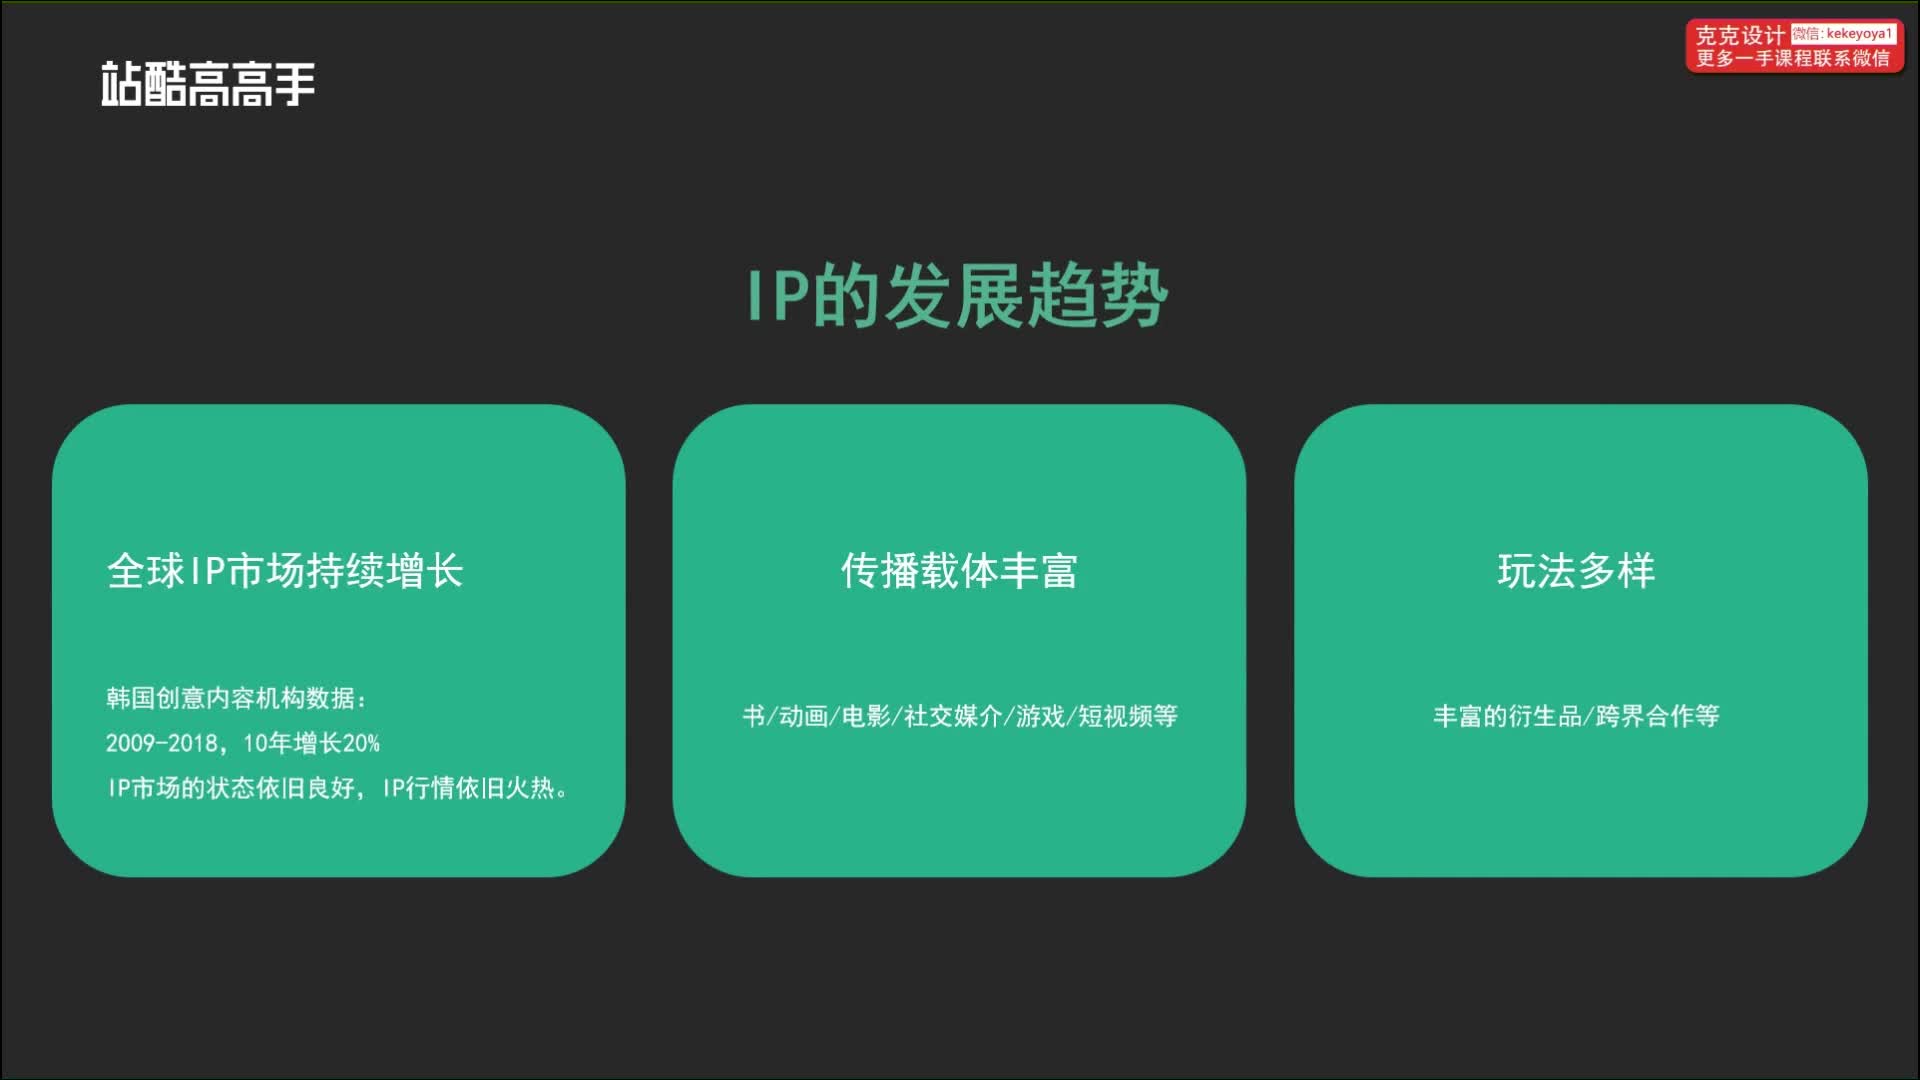 站酷高高手
克克设计 微信:kekeyoya1
更多一手课程联系微信
IP的发展趋势
全球IP市场持续增长
韩国创意内容机构数据：
2009-2018，10年增长20%
IP市场的状态依旧良好，IP行情依旧火热。
传播载体丰富
书/动画/电影/社交媒介/游戏/短视频等
玩法多样
丰富的衍生品/跨界合作等